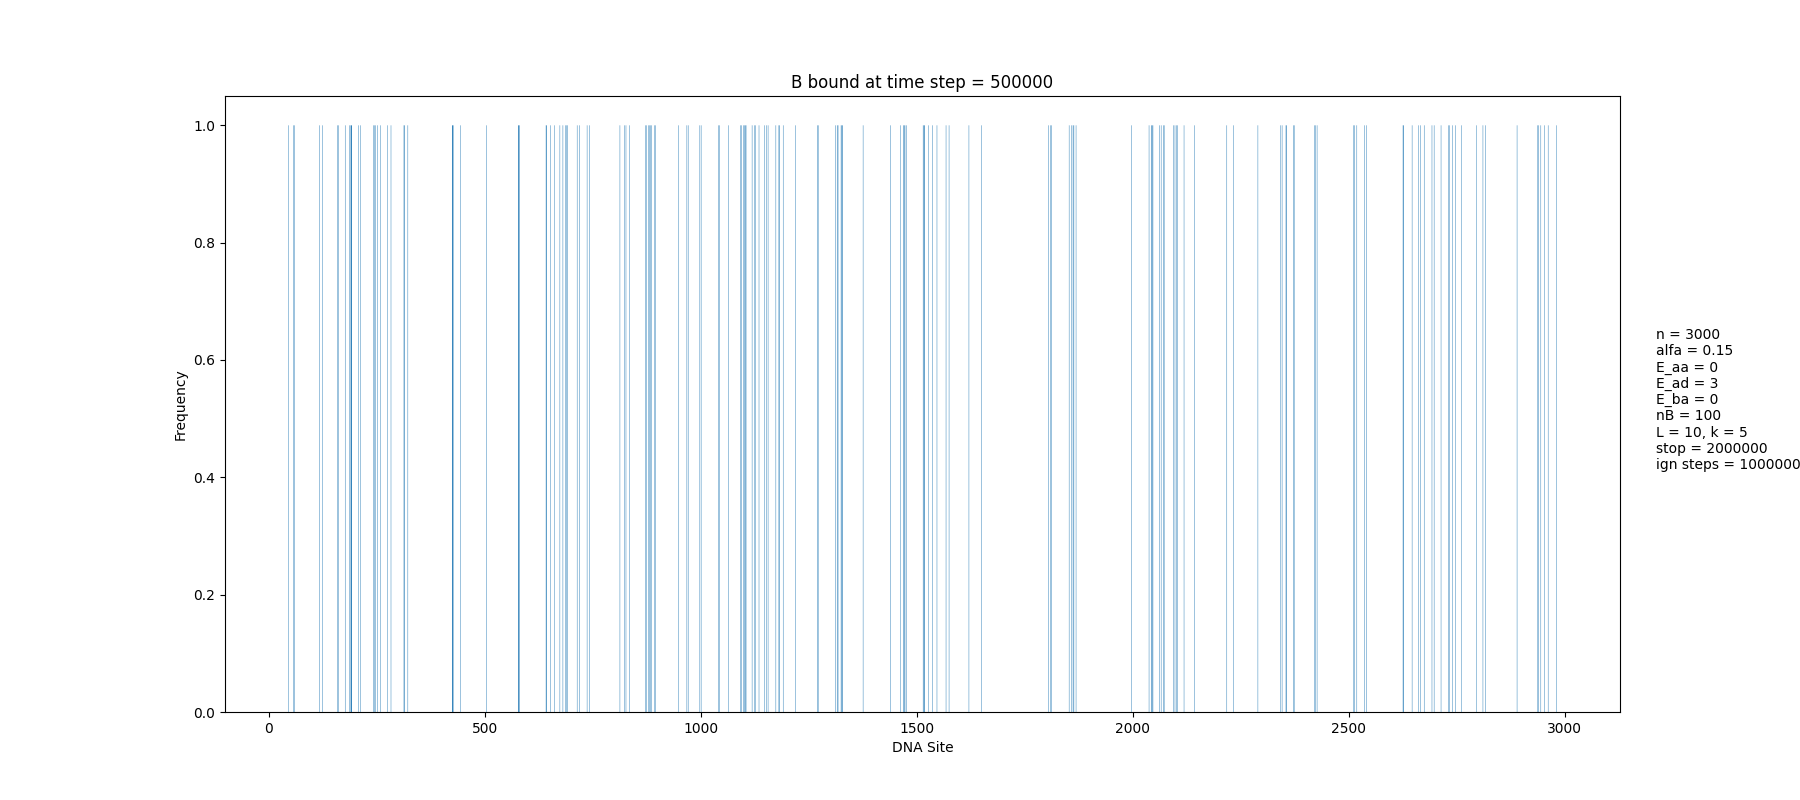 B bound at time step = 500000
1.0
0.8
0.6
0.4
0.2
0.0
Frequency
0 500 1000 1500 2000 2500 3000
DNA Site
n = 3000
alfa = 0.15
E_aa = 0
E_ad = 3
E_ba = 0
nB = 100
L = 10, k = 5
stop = 2000000
ign steps = 1000000